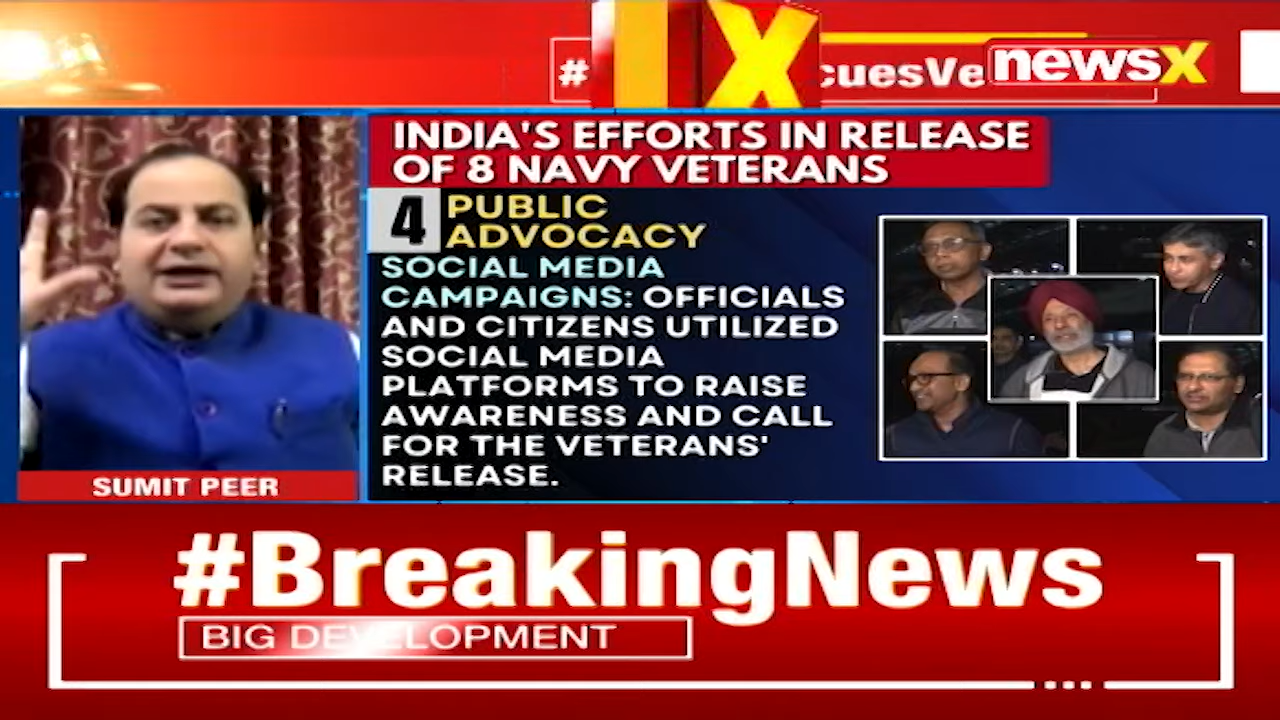 X
#
cuesVe
newsX
INDIA'S EFFORTS IN RELEASE
OF 8 NAVY VETERANS
4
PUBLIC
ADVOCACY
SOCIAL MEDIA
CAMPAIGNS: OFFICIALS
AND CITIZENS UTILIZED
SOCIAL MEDIA
PLATFORMS TO RAISE
AWARENESS AND CALL
FOR THE VETERANS'
RELEASE.
SUMIT PEER
#BreakingNews
BIG DEVELOPMENT